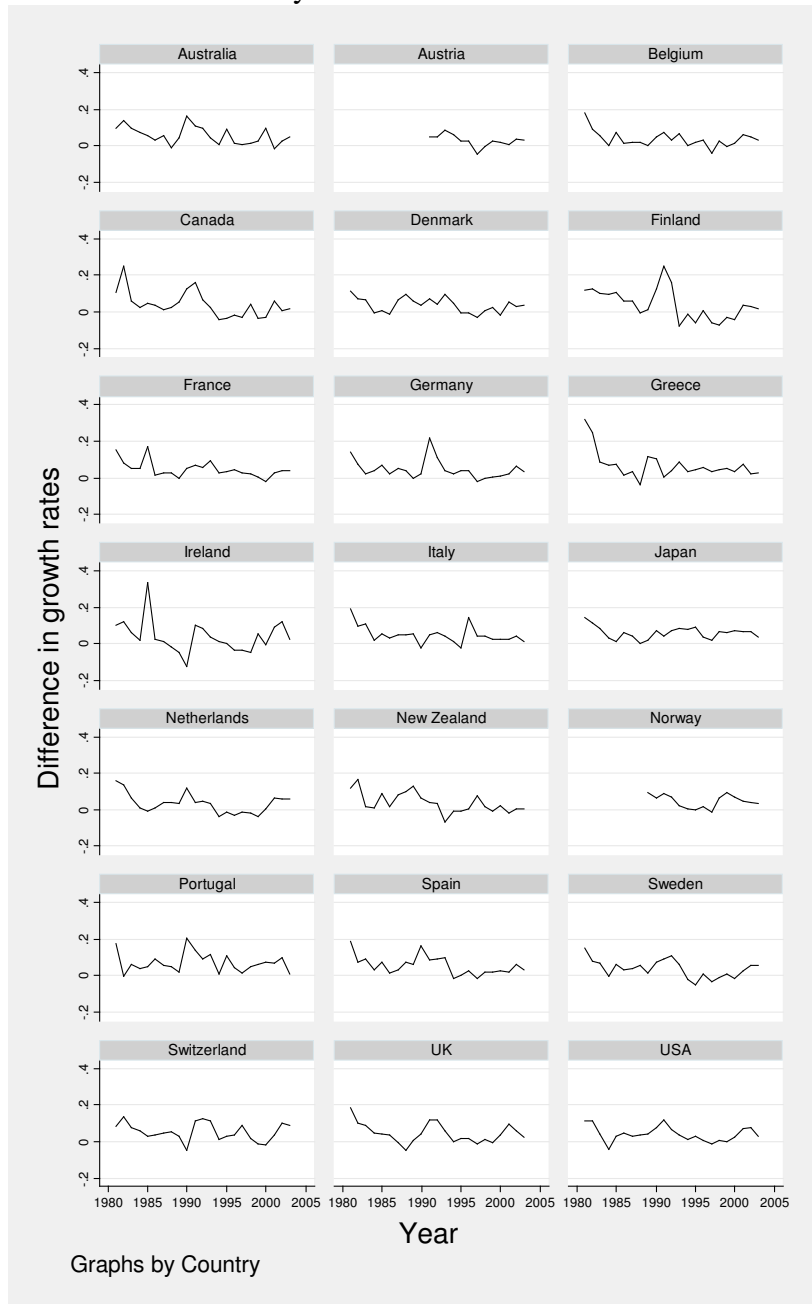 Australia Austria Belgium
.4
.2
0
-.2
Canada Denmark Finland
.4
.2
0
-.2
France Germany Greece
.4
.2
0
-.2
Ireland Italy Japan
.4
.2
0
-.2
Difference in growth rates
Netherlands New Zealand Norway
.4
.2
0
-.2
Portugal Spain Sweden
.4
.2
0
-.2
Switzerland UK USA
.4
.2
0
-.2
1980 1985 1990 1995 2000 2005 1980 1985 1990 1995 2000 2005 1980 1985 1990 1995 2000 2005
Year
Graphs by Country